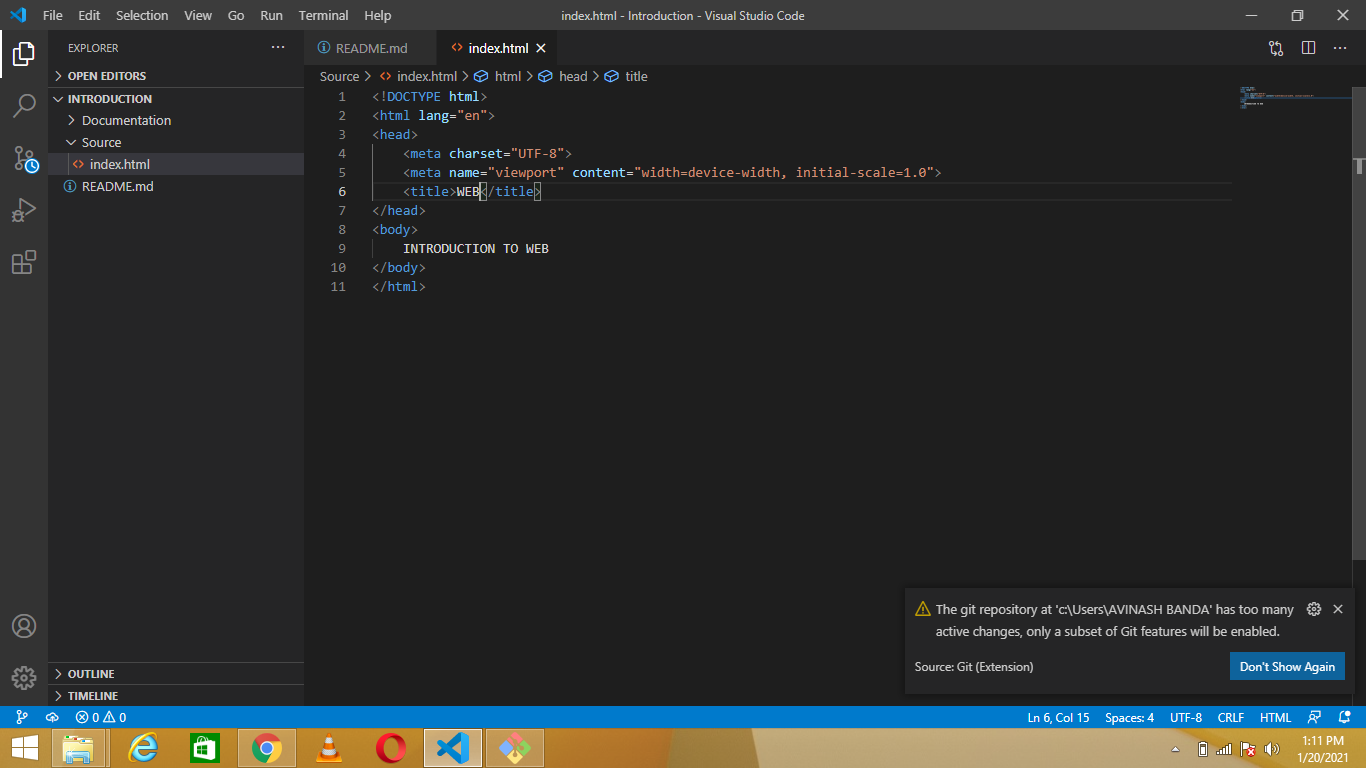 File Edit Selection View Go Run Terminal Help
index.html - Introduction - Visual Studio Code
EXPLORER
OPEN EDITORS
INTRODUCTION
Documentation
Source
index.html
README.md
OUTLINE
TIMELINE
README.md
index.html
Source > index.html > html > head > title
1 <!DOCTYPE html>
2 <html lang="en">
3 <head>
4 <meta charset="UTF-8">
5 <meta name="viewport" content="width=device-width, initial-scale=1.0">
6 <title>WEB</title>
7 </head>
8 <body>
9 INTRODUCTION TO WEB
10 </body>
11 </html>
The git repository at 'c:\Users\AVINASH BANDA' has too many
active changes, only a subset of Git features will be enabled.
Source: Git (Extension)
Don't Show Again
0 0
Ln 6, Col 15 Spaces: 4 UTF-8 CRLF HTML
1:11 PM
1/20/2021